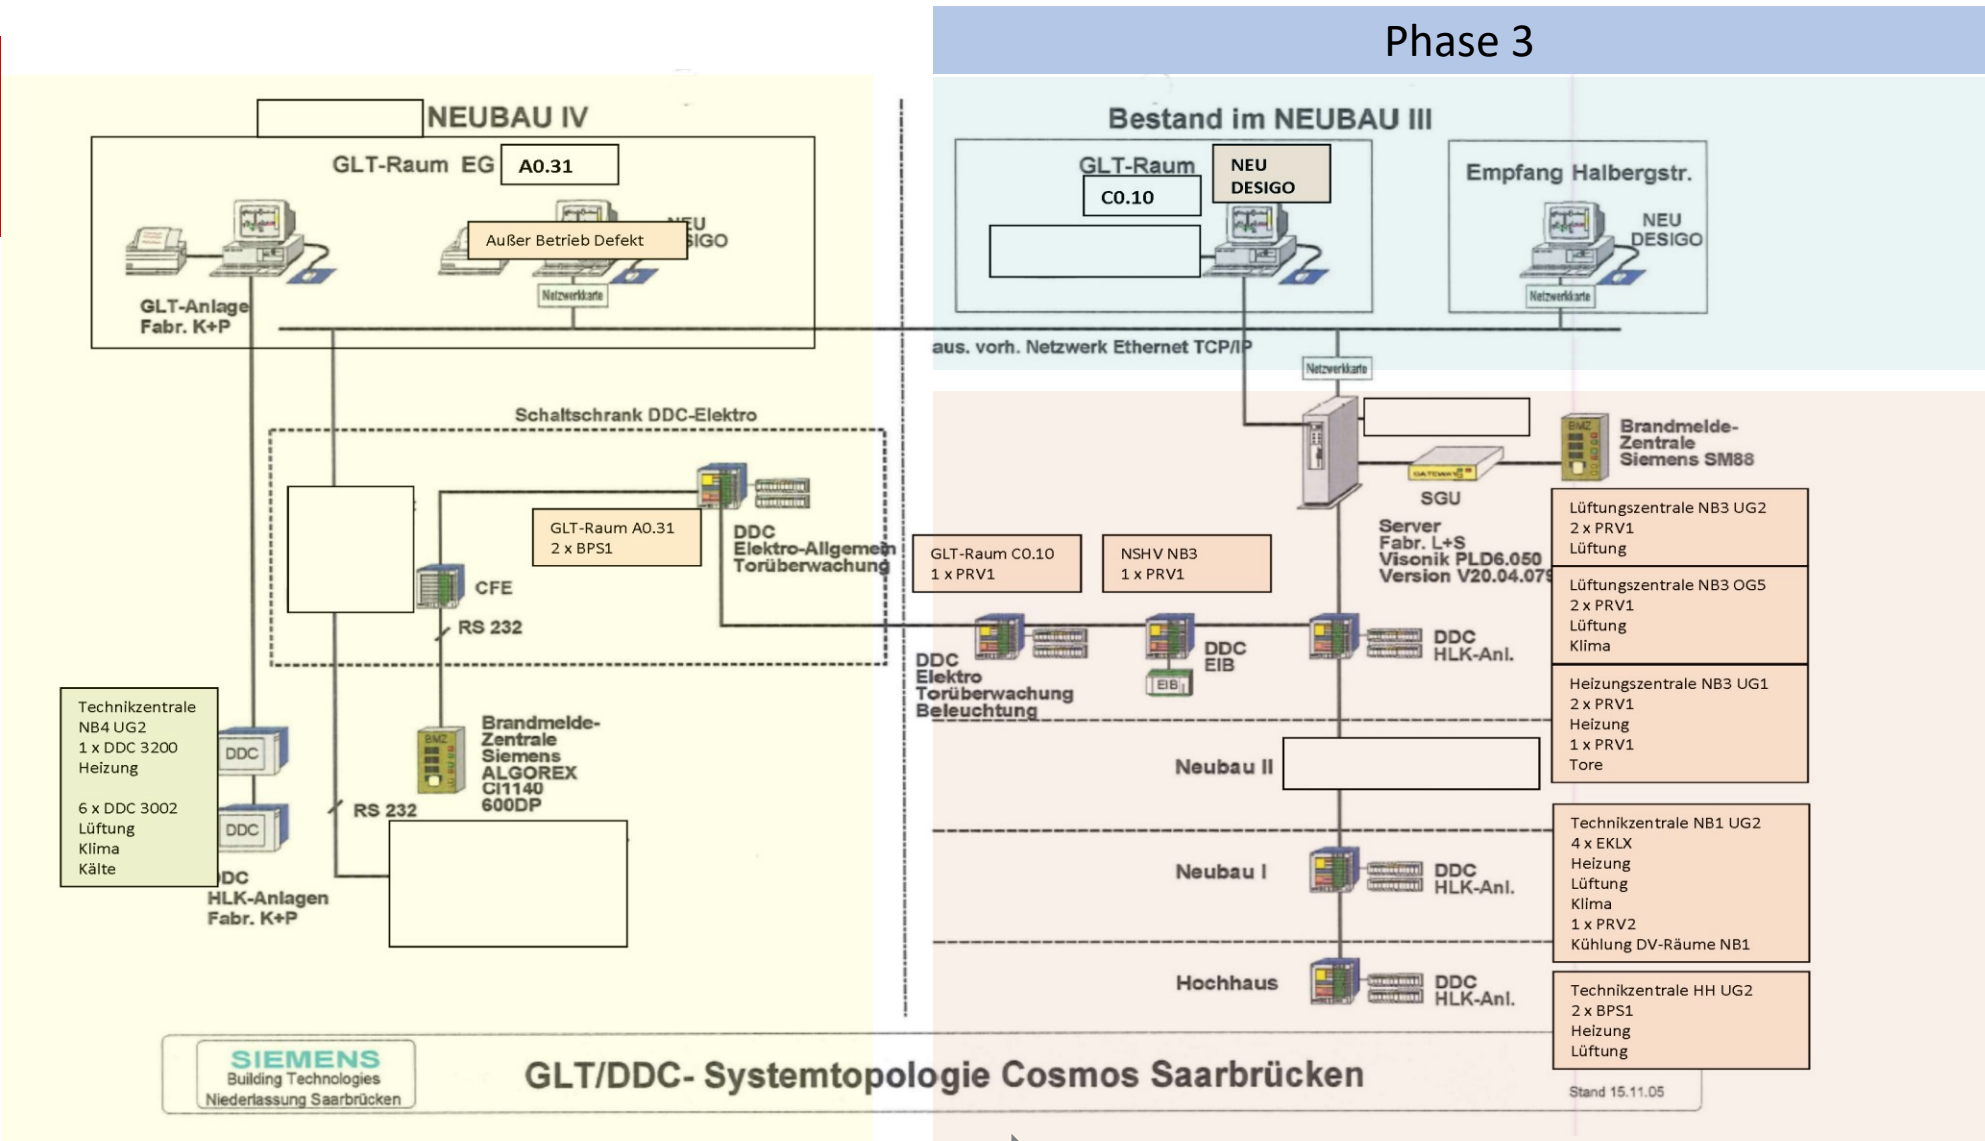 Phase 3
NEUBAU IV
GLT-Raum EG
A0.31
Außer Betrieb Defekt
GLT-Anlage
Fabr. K+P
Netzwerkkarte
Bestand im NEUBAU III
GLT-Raum
C0.10
NEU
DESIGO
Empfang Halbergstr.
NEU
DESIGO
Netzwerkkarte
aus. vorh. Netzwerk Ethernet TCP/IP
Netzwerkkarte
Schaltschrank DDC-Elektro
GLT-Raum A0.31
2 x BPS1
DDC
Elektro-Allgemein
Torüberwachung
CFE
RS 232
Technikzentrale
NB4 UG2
1 x DDC 3200
Heizung
6 x DDC 3002
Lüftung
Klima
Kälte
DDC
DDC
DDC
HLK-Anlagen
Fabr. K+P
RS 232
BMZ
Brandmelde-
Zentrale
Siemens
ALGOREX
CI1140
600DP
BMZ
Brandmelde-
Zentrale
Siemens SM88
GATEWAY
SGU
Server
Fabr. L+S
Visonik PLD6.050
Version V20.04.079
GLT-Raum C0.10
1 x PRV1
NSHV NB3
1 x PRV1
DDC
Elektro
Torüberwachung
Beleuchtung
DDC
EIB
EIB
DDC
HLK-Anl.
Lüftungszentrale NB3 UG2
2 x PRV1
Lüftung
Lüftungszentrale NB3 OG5
2 x PRV1
Lüftung
Klima
Heizungszentrale NB3 UG1
2 x PRV1
Heizung
1 x PRV1
Tore
Neubau II
Neubau I
DDC
HLK-Anl.
Technikzentrale NB1 UG2
4 x EKLX
Heizung
Lüftung
Klima
1 x PRV2
Kühlung DV-Räume NB1
Hochhaus
DDC
HLK-Anl.
Technikzentrale HH UG2
2 x BPS1
Heizung
Lüftung
SIEMENS
Building Technologies
Niederlassung Saarbrücken
GLT/DDC- Systemtopologie Cosmos Saarbrücken
Stand 15.11.05